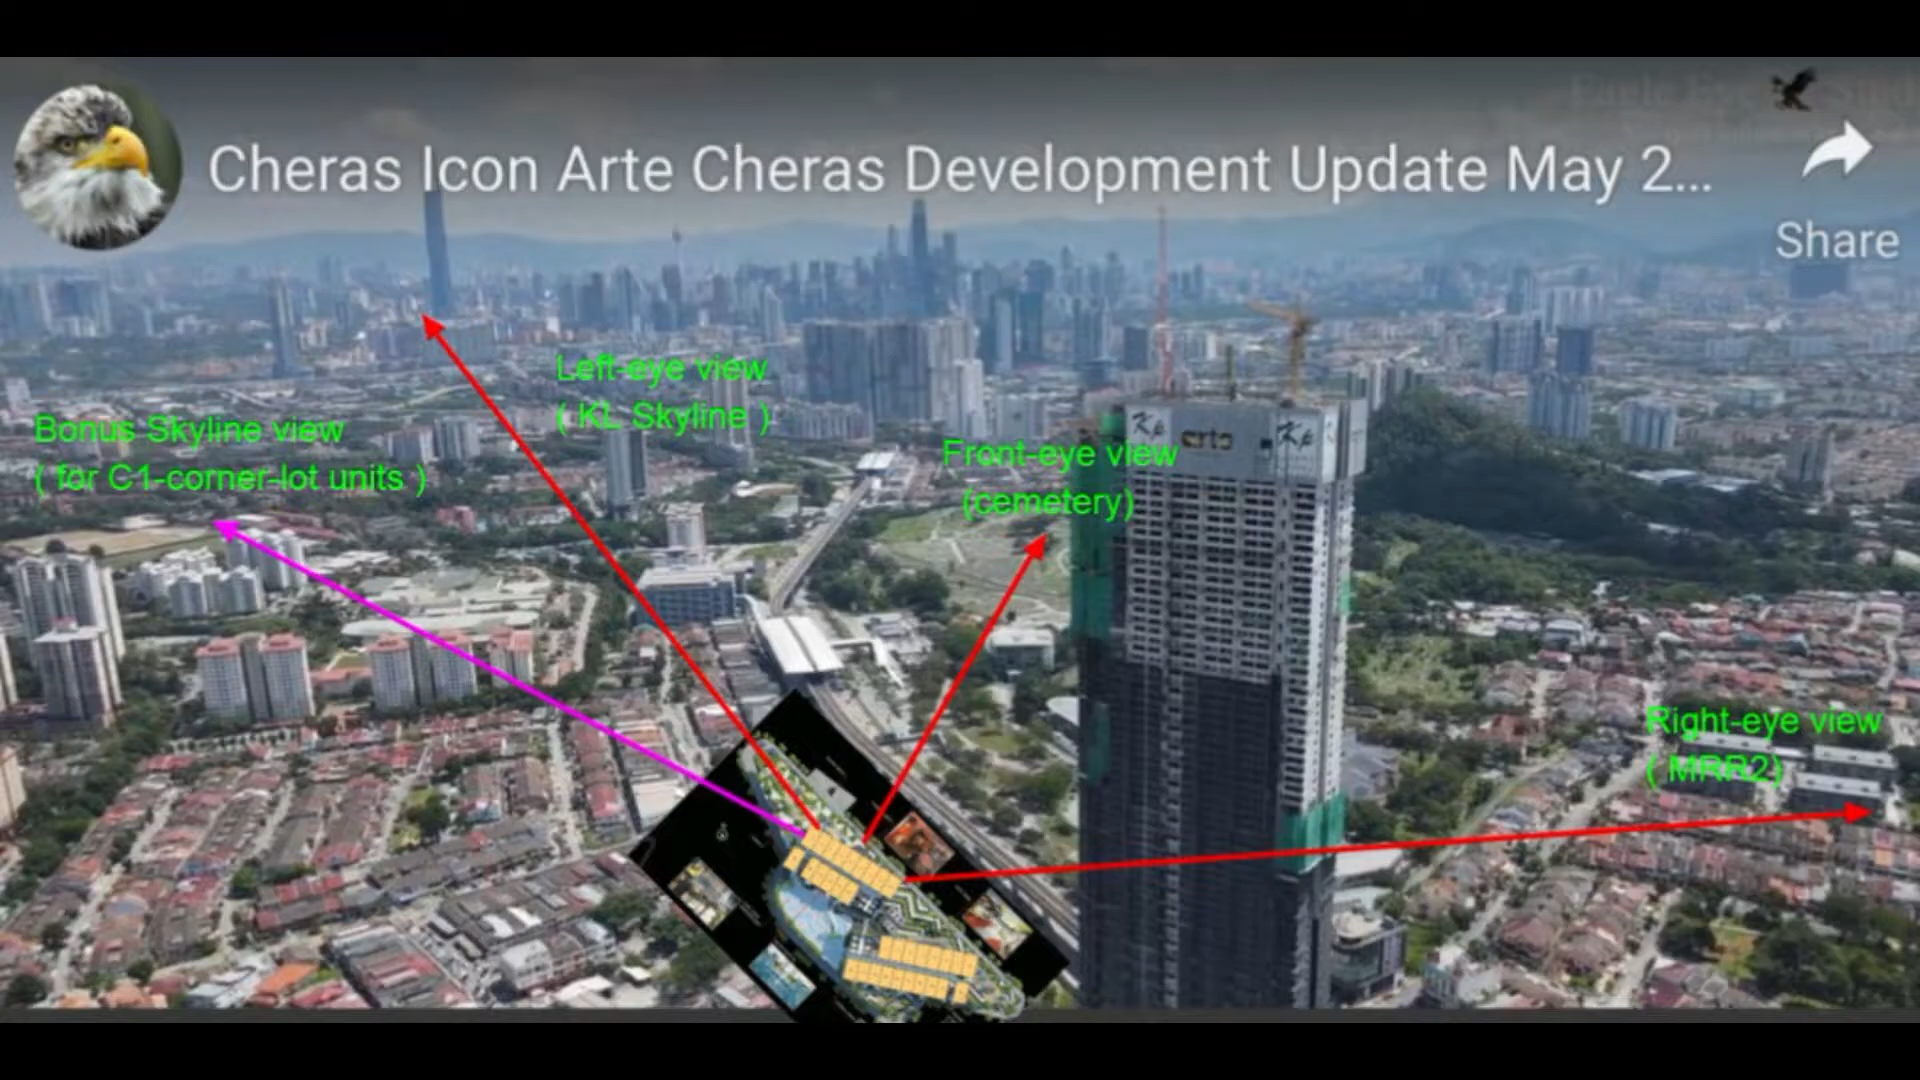 Cheras Icon Arte Cheras Development Update May 2...
Share
Left-eye view
( KL Skyline )
Bonus Skyline view
( for C1-corner-lot units )
Front-eye view
(cemetery)
arte
Right-eye view
( MRR2)